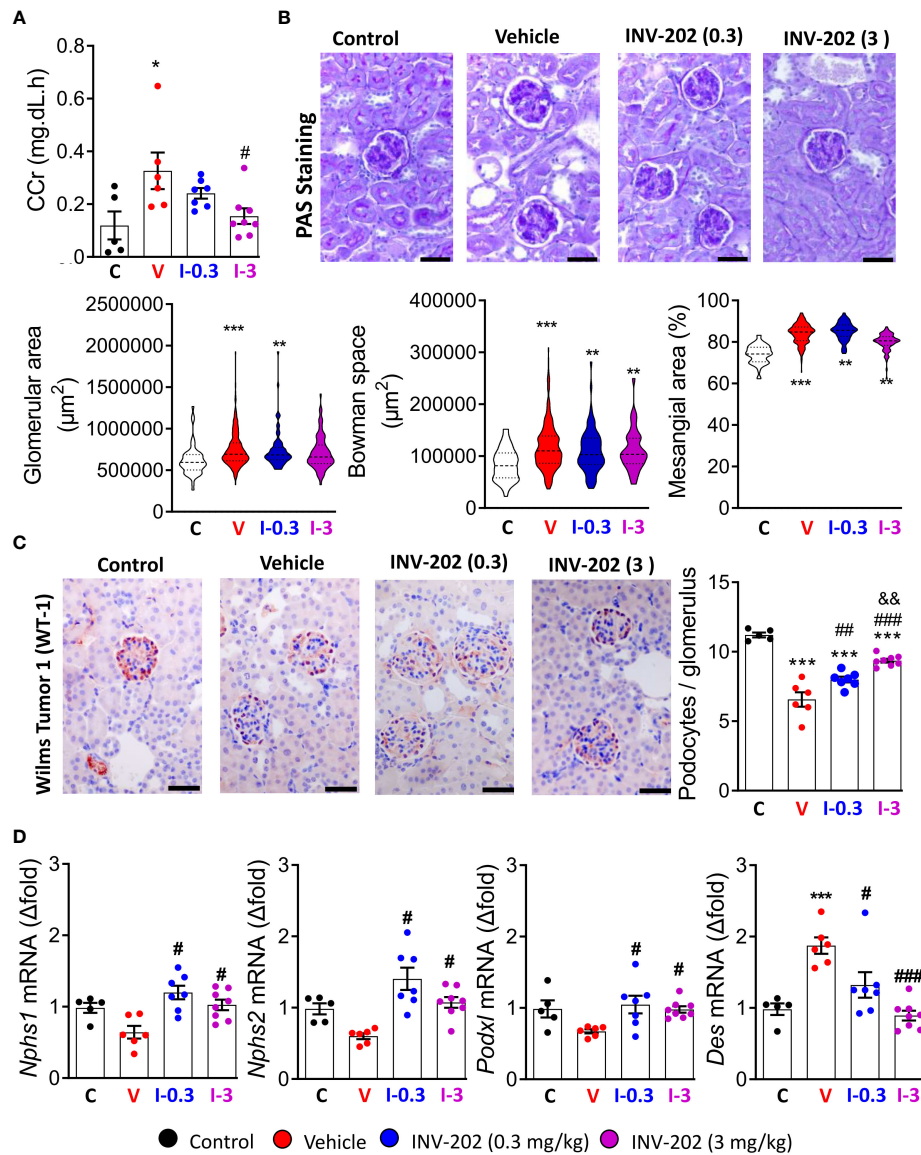 A
CCr (mg.dL.h)
0.8
0.6
0.4
0.2
0.0
*
#
C V I-0.3 I-3
B
Control Vehicle INV-202 (0.3) INV-202 (3 )
PAS Staining
Glomerular area
(µm²)
2500000
2000000
1500000
1000000
500000
0
*** **
C V I-0.3 I-3
Bowman space
(µm²)
400000
300000
200000
100000
0
*** ** **
C V I-0.3 I-3
Mesangial area (%)
100
80
60
40
20
0
*** ** **
C V I-0.3 I-3
C
Control Vehicle INV-202 (0.3) INV-202 (3 )
Wilms Tumor 1 (WT-1)
Podocytes / glomerulus
15
10
5
0
&&
## ###
*** *** ***
C V I-0.3 I-3
D
Nphs1 mRNA (Δfold)
3
2
1
0
# #
C V I-0.3 I-3
Nphs2 mRNA (Δfold)
3
2
1
0
# #
C V I-0.3 I-3
Podxl mRNA (Δfold)
3
2
1
0
# #
C V I-0.3 I-3
Des mRNA (Δfold)
3
2
1
0
*** # ###
C V I-0.3 I-3
Control Vehicle INV-202 (0.3 mg/kg) INV-202 (3 mg/kg)